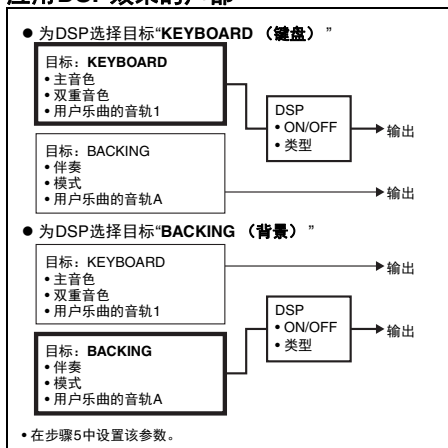 ● 为DSP选择目标“KEYBOARD （键盘）”
目标：KEYBOARD
• 主音色
• 双重音色
• 用户乐曲的音轨1
DSP
• ON/OFF
• 类型
输出
目标：BACKING
• 伴奏
• 模式
• 用户乐曲的音轨A
输出
● 为DSP选择目标“BACKING （背景）”
目标：KEYBOARD
• 主音色
• 双重音色
• 用户乐曲的音轨1
输出
DSP
• ON/OFF
• 类型
输出
目标：BACKING
• 伴奏
• 模式
• 用户乐曲的音轨A
• 在步骤5中设置该参数。